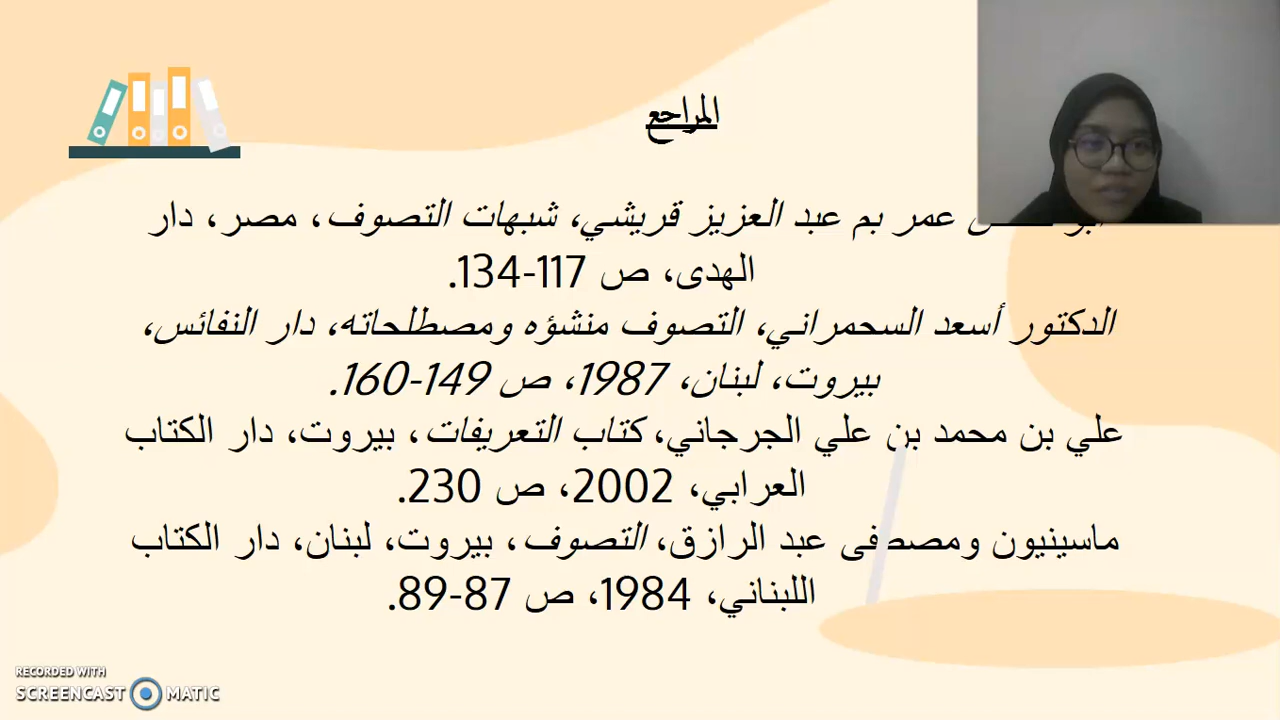 المراجع
عمر بم عبد العزيز قريشي، شبهات التصوف، مصر، دار
الهدى، ص 117-134.
الدكتور أسعد السحمراني، التصوف منشؤه ومصطلحاته، دار النفائس،
بيروت، لبنان، 1987، ص 149-160.
علي بن محمد بن علي الجرجاني، كتاب التعريفات، بيروت، دار الكتاب
العرابي، 2002، ص 230.
ماسينيون ومصطفى عبد الرازق، التصوف، بيروت، لبنان، دار الكتاب
اللبناني، 1984، ص 87-89.
RECORDED WITH
SCREENCAST MATIC